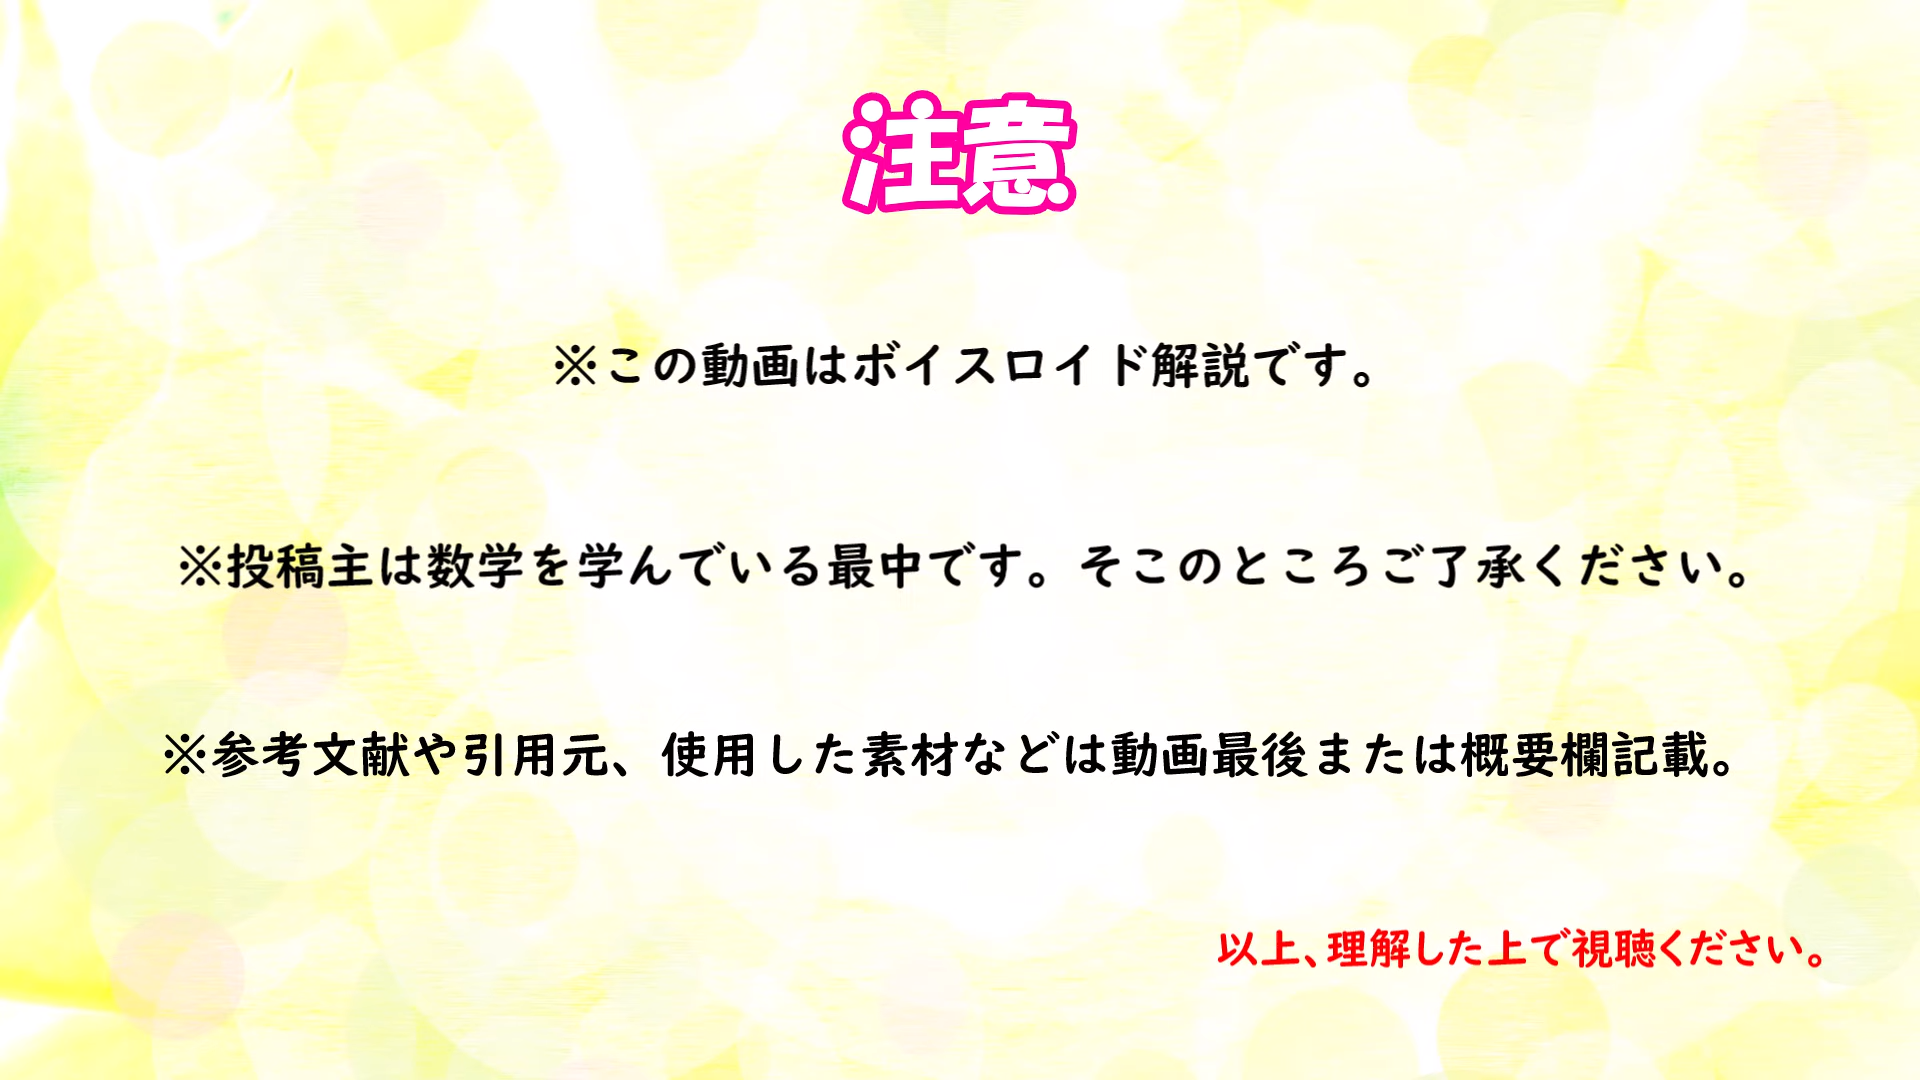 注意
※この動画はボイスロイド解説です。
※投稿主は数学を学んでいる最中です。そこのところご了承ください。
※参考文献や引用元、使用した素材などは動画最後または概要欄記載。
以上、理解した上で視聴ください。